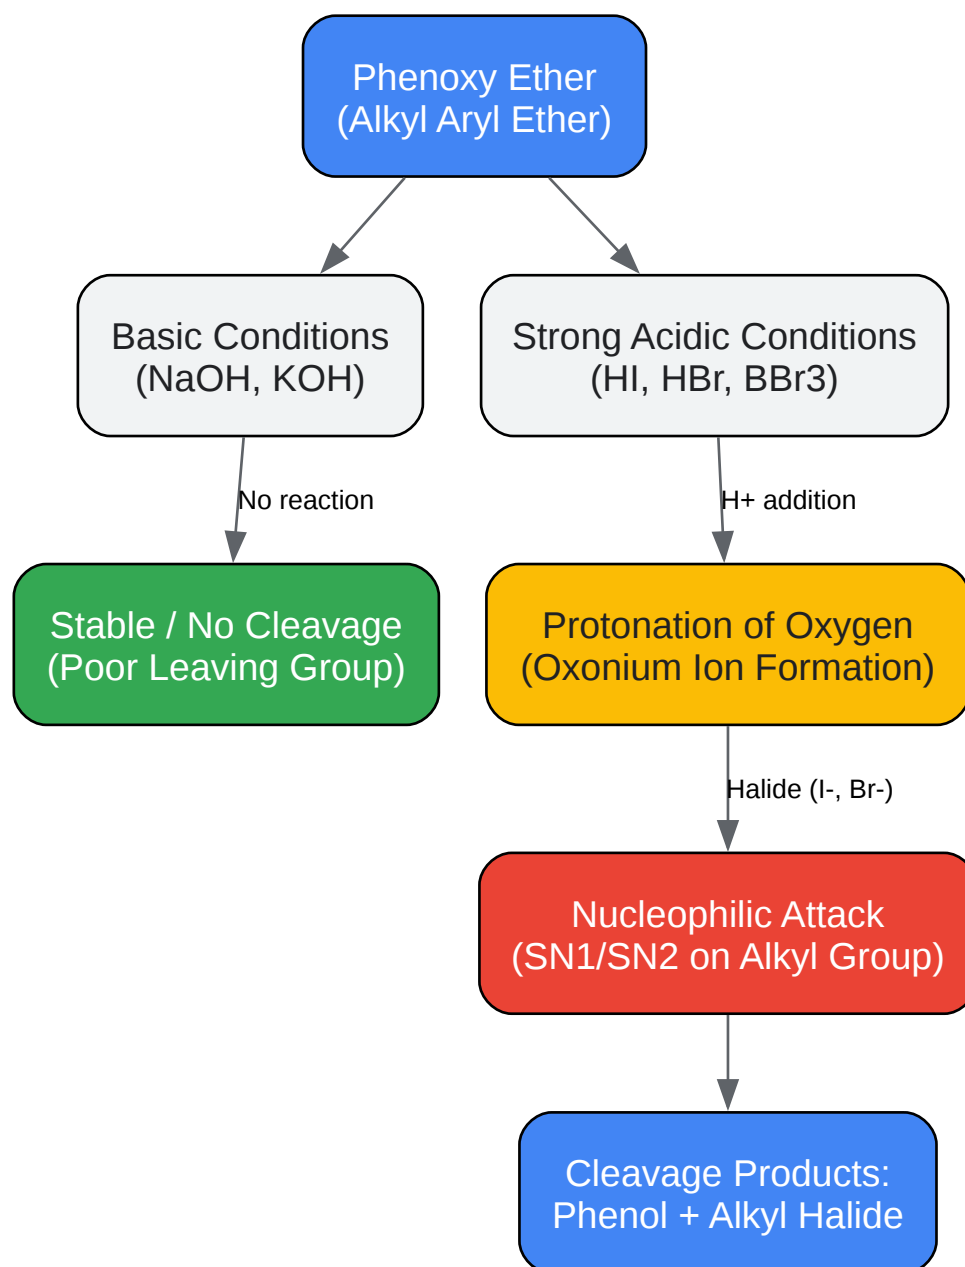 Phenoxy Ether
(Alkyl Aryl Ether)
Basic Conditions
(NaOH, KOH)
Strong Acidic Conditions
(HI, HBr, BBr3)
No reaction
H+ addition
Stable / No Cleavage
(Poor Leaving Group)
Protonation of Oxygen
(Oxonium Ion Formation)
Halide (I-, Br-)
Nucleophilic Attack
(SN1/SN2 on Alkyl Group)
Cleavage Products:
Phenol + Alkyl Halide